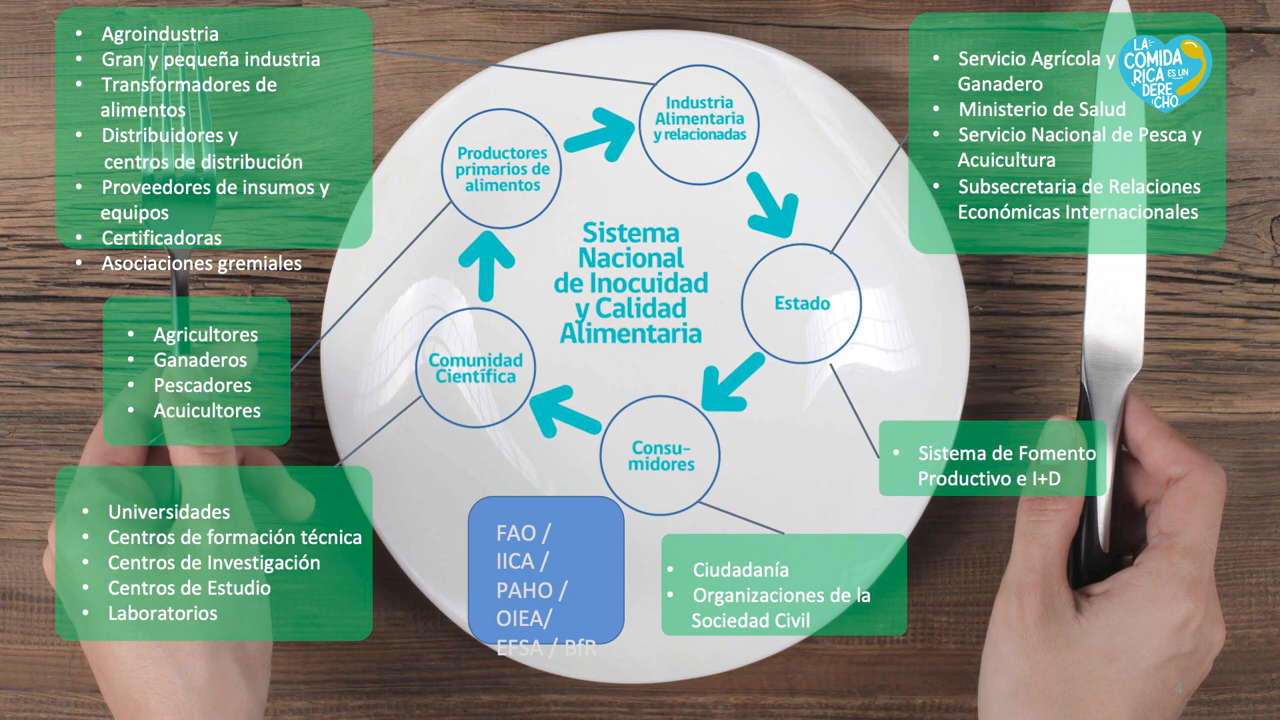 • Agroindustria
• Gran y pequeña industria
• Transformadores de
alimentos
• Distribuidores y
centros de distribución
• Proveedores de insumos y
equipos
• Certificadoras
• Asociaciones gremiales
• Agricultores
• Ganaderos
• Pescadores
• Acuicultores
• Universidades
• Centros de formación técnica
• Centros de Investigación
• Centros de Estudio
• Laboratorios
Industria
Alimentaria
y relacionadas
Productores
primarios de
alimentos
Sistema
Nacional
de Inocuidad
y Calidad
Alimentaria
Estado
Comunidad
Científica
Consu-
midores
FAO /
IICA /
PAHO /
OIEA/
EFSA / BfR
• Ciudadanía
• Organizaciones de la
Sociedad Civil
• Servicio Agrícola y
Ganadero
• Ministerio de Salud
• Servicio Nacional de Pesca y
Acuicultura
• Subsecretaria de Relaciones
Económicas Internacionales
LA
COMIDA
RICA
ES UN
DERE
CHO
• Sistema de Fomento
Productivo e I+D
4